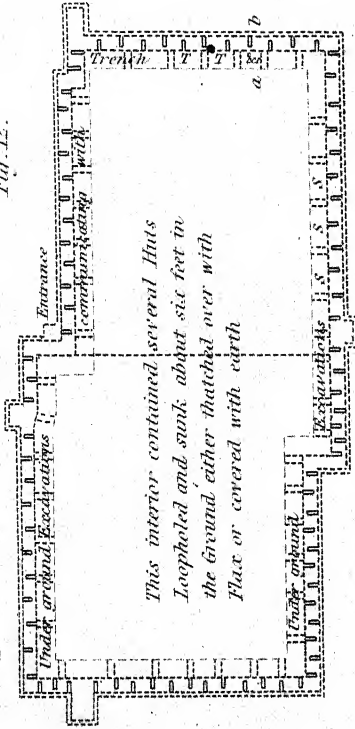 Fig. 12.
Entrance
Trench T T &c
a b
communicating with
Under ground Excavations
This interior contained several Huts
Loopholed and sunk about six feet in
the Ground either thatched over with
Flax or covered with earth
Excavations S S S
Under ground